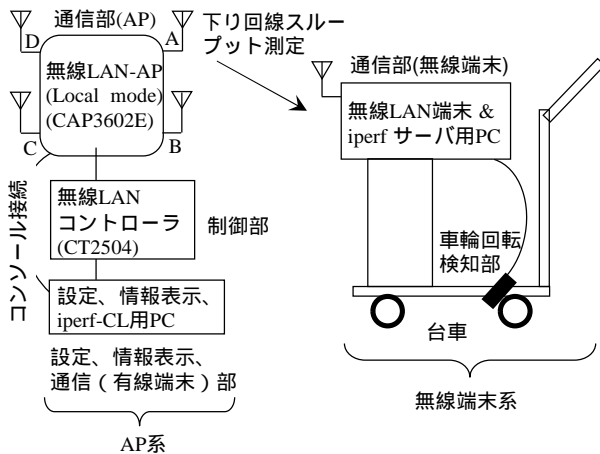 通信部(AP)
D
A
無線LAN-AP
(Local mode)
(CAP3602E)
C
B
コンソール接続
無線LAN
コントローラ
(CT2504)
制御部
設定、情報表示、
iperf-CL用PC
設定、情報表示、
通信(有線端末)部
AP系
下り回線スルー
プット測定
通信部(無線端末)
無線LAN端末 &
iperf サーバ用PC
車輪回転
検知部
台車
無線端末系